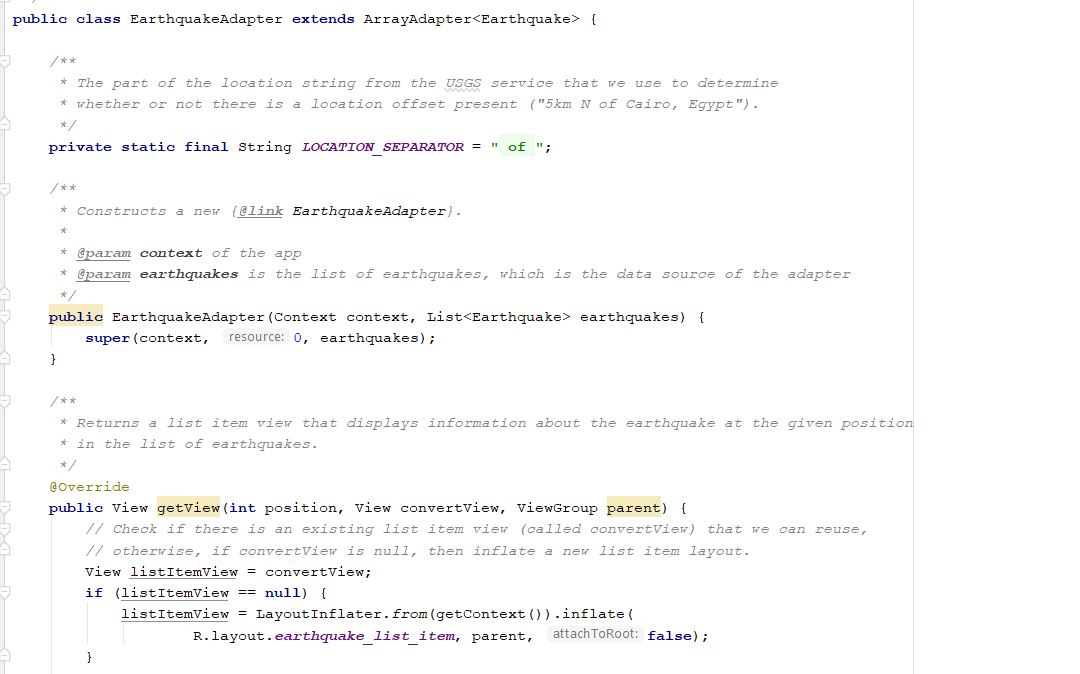 public class EarthquakeAdapter extends ArrayAdapter<Earthquake> {
/**
* The part of the location string from the USGS service that we use to determine
* whether or not there is a location offset present ("5km N of Cairo, Egypt").
*/
private static final String LOCATION_SEPARATOR = " of ";
/**
* Constructs a new {@link EarthquakeAdapter}.
*
* @param context of the app
* @param earthquakes is the list of earthquakes, which is the data source of the adapter
*/
public EarthquakeAdapter(Context context, List<Earthquake> earthquakes) {
super(context, resource: 0, earthquakes);
}
/**
* Returns a list item view that displays information about the earthquake at the given position
* in the list of earthquakes.
*/
@Override
public View getView(int position, View convertView, ViewGroup parent) {
// Check if there is an existing list item view (called convertView) that we can reuse,
// otherwise, if convertView is null, then inflate a new list item layout.
View listItemView = convertView;
if (listItemView == null) {
listItemView = LayoutInflater.from(getContext()).inflate(
R.layout.earthquake_list_item, parent, attachToRoot: false);
}